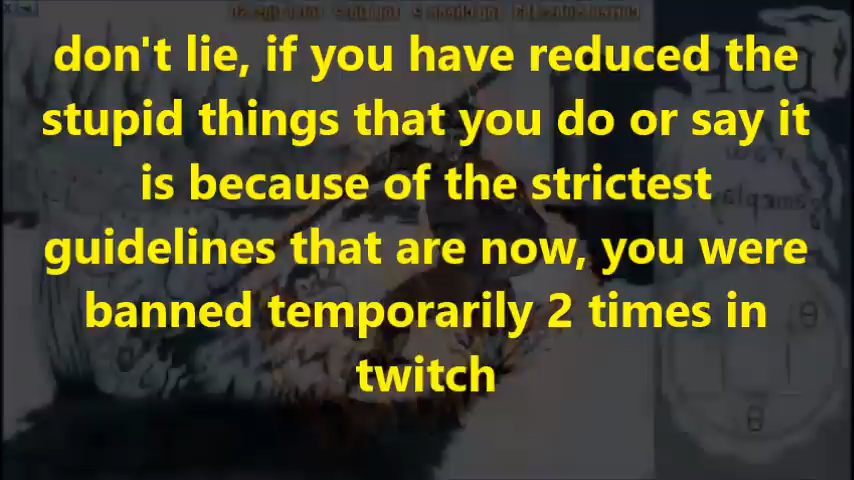 don't lie, if you have reduced the
stupid things that you do or say it
is because of the strictest
guidelines that are now, you were
banned temporarily 2 times in
twitch